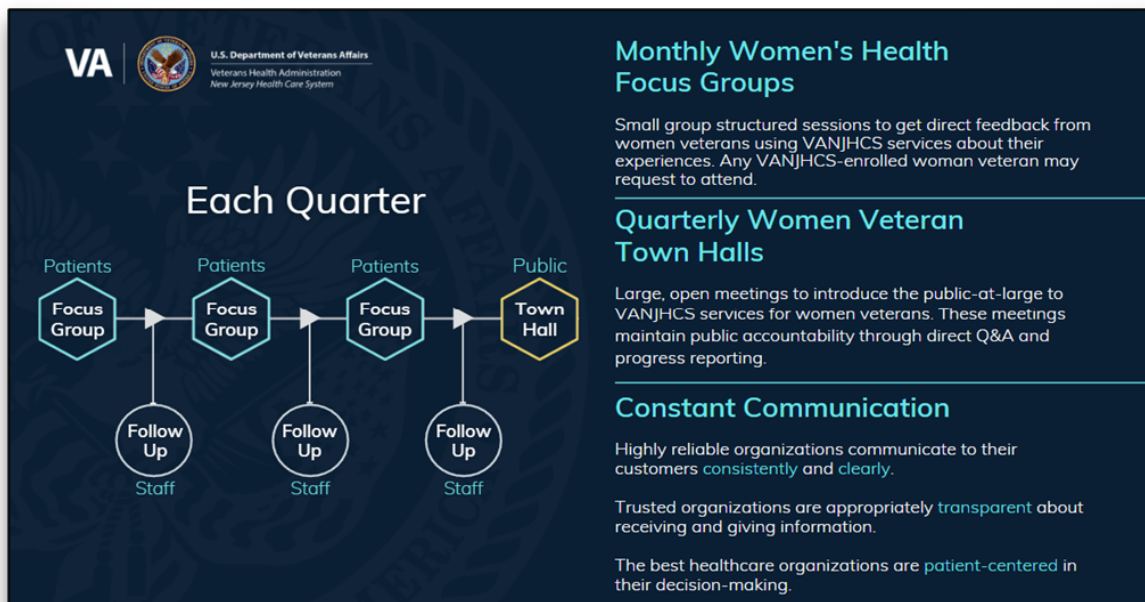 VA
U.S. Department of Veterans Affairs
Veterans Health Administration
New Jersey Health Care System
Each Quarter
Patients
Patients
Patients
Public
Focus
Group
Focus
Group
Focus
Group
Town
Hall
Follow
Up
Follow
Up
Follow
Up
Staff
Staff
Staff
Monthly Women's Health
Focus Groups
Small group structured sessions to get direct feedback from
women veterans using VANJHCS services about their
experiences. Any VANJHCS-enrolled woman veteran may
request to attend.
Quarterly Women Veteran
Town Halls
Large, open meetings to introduce the public-at-large to
VANJHCS services for women veterans. These meetings
maintain public accountability through direct Q&A and
progress reporting.
Constant Communication
Highly reliable organizations communicate to their
customers consistently and clearly.
Trusted organizations are appropriately transparent about
receiving and giving information.
The best healthcare organizations are patient-centered in
their decision-making.